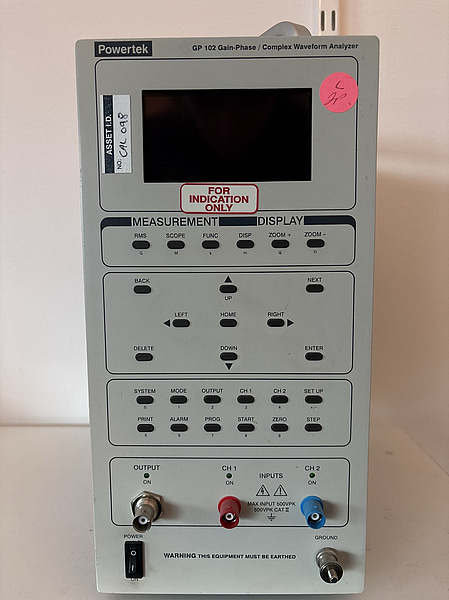 Powertek GP 102 Gain-Phase / Complex Waveform Analyzer
ASSET I.D.
NO. CAL 098
FOR
INDICATION
ONLY
MEASUREMENT DISPLAY
RMS SCOPE FUNC DISP ZOOM + ZOOM –
G M k m μ n
BACK NEXT
UP
LEFT HOME RIGHT
DELETE DOWN ENTER
SYSTEM MODE OUTPUT CH 1 CH 2 SET UP
0 1 2 3 4 +/–
PRINT ALARM PROG START ZERO STEP
5 6 7 8 9 .
OUTPUT CH 1 INPUTS CH 2
ON ON ON
MAX INPUT 500VPK
500VPK CAT II
POWER GROUND
WARNING THIS EQUIPMENT MUST BE EARTHED
ON